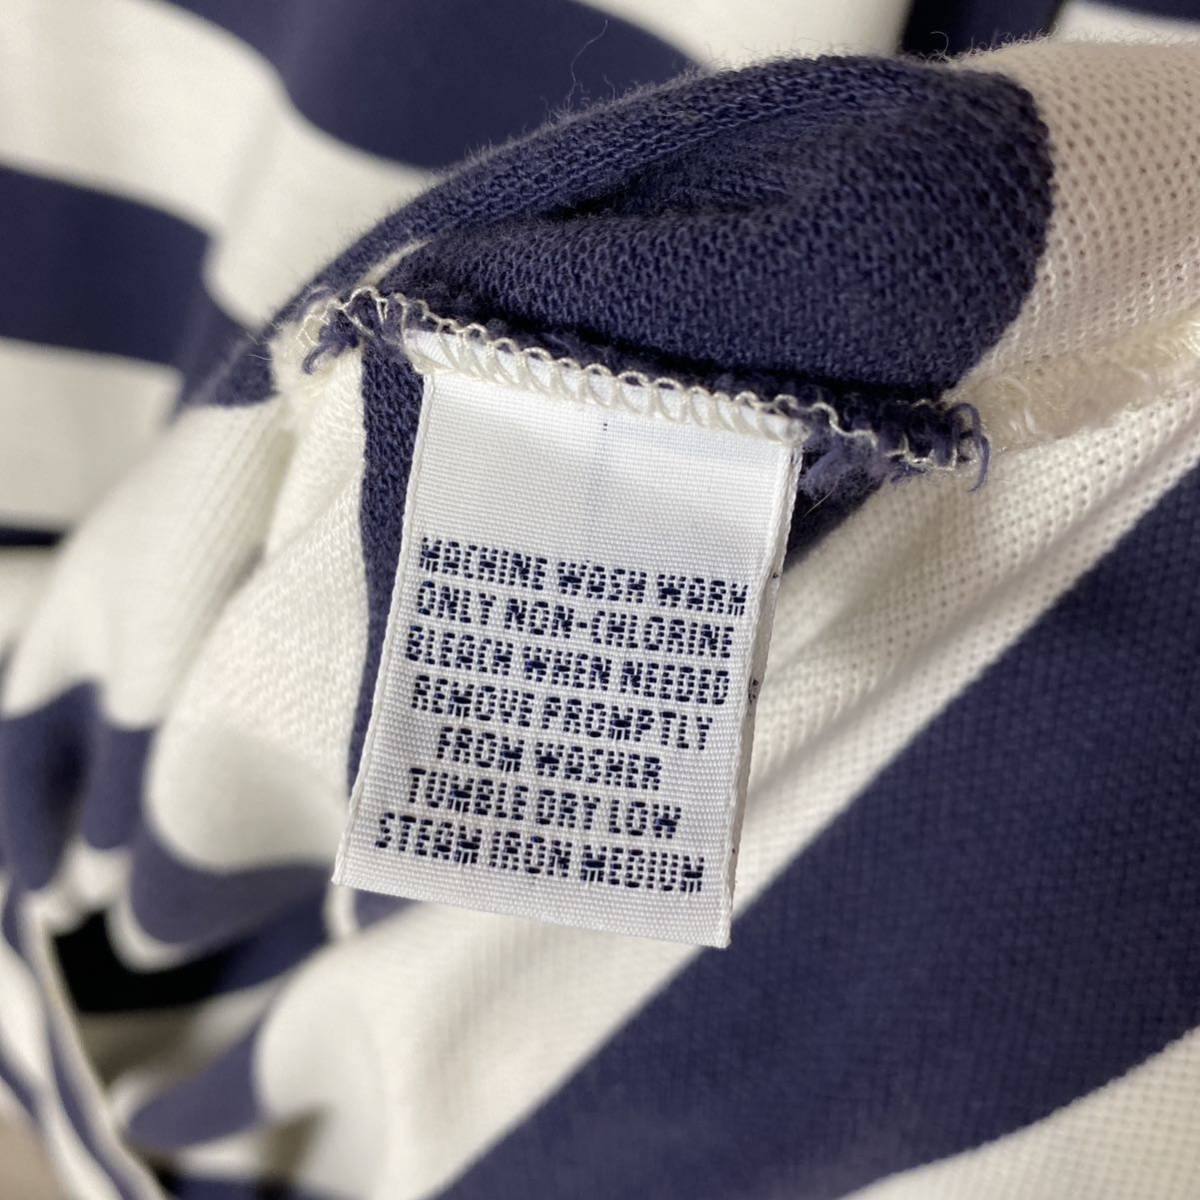 MACHINE WASH WARM
ONLY NON-CHLORINE
BLEACH WHEN NEEDED
REMOVE PROMPTLY
FROM WASHER
TUMBLE DRY LOW
STEAM IRON MEDIUM